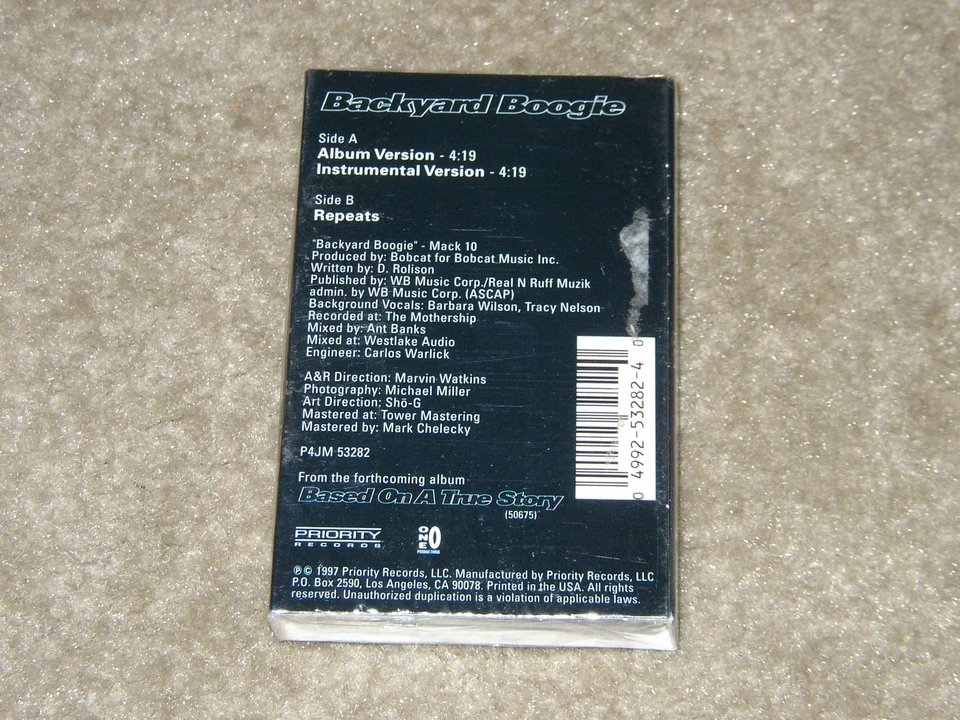 Backyard Boogie
Side A
Album Version - 4:19
Instrumental Version - 4:19
Side B
Repeats
"Backyard Boogie" - Mack 10
Produced by: Bobcat for Bobcat Music Inc.
Written by: D. Rolison
Published by: WB Music Corp./Real N Ruff Muzik
admin. by WB Music Corp. (ASCAP)
Background Vocals: Barbara Wilson, Tracy Nelson
Recorded at: The Mothership
Mixed by: Ant Banks
Mixed at: Westlake Audio
Engineer: Carlos Warlick
A&R Direction: Marvin Watkins
Photography: Michael Miller
Art Direction: Shō-G
Mastered at: Tower Mastering
Mastered by: Mark Chelecky
P4JM 53282
0 4992-53282-4 0
From the forthcoming album
Based On A True Story
(50675)
PRIORITY
RECORDS
ONE 0
PRODUCTIONS
℗© 1997 Priority Records, LLC. Manufactured by Priority Records, LLC
P.O. Box 2590, Los Angeles, CA 90078. Printed in the USA. All rights
reserved. Unauthorized duplication is a violation of applicable laws.